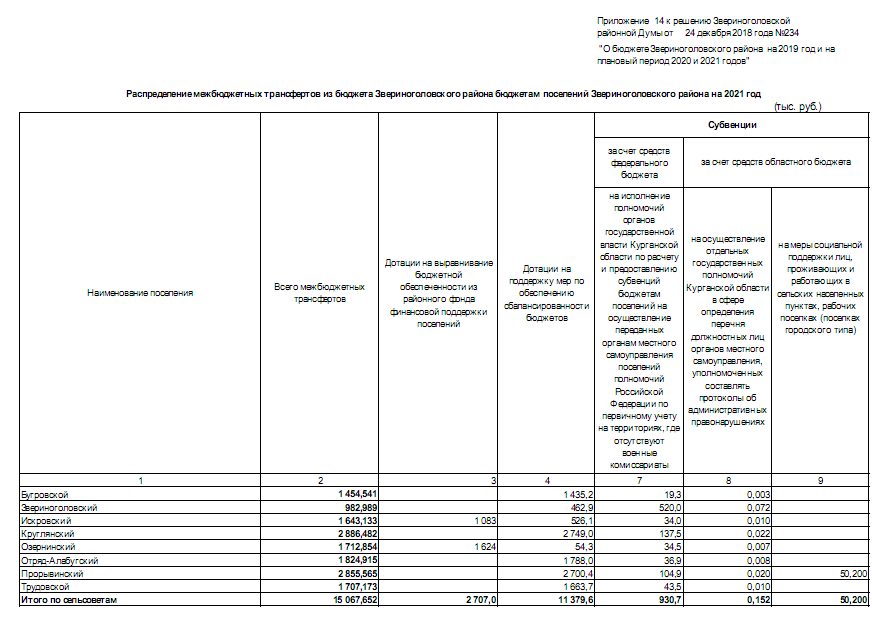 Приложение 14 к решению Звериноголовской
районной Думы от 24 декабря 2018 года №234
"О бюджете Звериноголовского района на 2019 год и на
плановый период 2020 и 2021 годов"
Распределение межбюджетных трансфертов из бюджета Звериноголовского района бюджетам поселений Звериноголовского района на 2021 год
(тыс. руб.)
Наименование поселения
Всего межбюджетных
трансфертов
Дотации на выравнивание
бюджетной
обеспеченности из
районного фонда
финансовой поддержки
поселений
Дотации на
поддержку мер по
обеспечению
сбалансированности
бюджетов
Субвенции
за счет средств
федерального
бюджета
за счет средств областного бюджета
на исполнение
полномочий
органов
государственной
власти Курганской
области по расчету
и предоставлению
субвенций
бюджетам
поселений на
осуществление
переданных
органам местного
самоуправления
поселений
полномочий
Российской
Федерации по
первичному учету
на территориях, где
отсутствуют
военные
комиссариаты
на осуществление
отдельных
государственных
полномочий
Курганской области
в сфере
определения
перечня
должностных лиц
органов местного
самоуправления,
уполномоченных
составлять
протоколы об
административных
правонарушениях
на меры социальной
поддержки лиц,
проживающих и
работающих в
сельских населенных
пунктах, рабочих
поселках (поселках
городского типа)
1 2 3 4 7 8 9
Бугровской 1 454,541 1 435,2 19,3 0,003
Звериноголовский 982,989 462,9 520,0 0,072
Искровский 1 643,133 1 083 526,1 34,0 0,010
Круглянский 2 886,482 2 749,0 137,5 0,022
Озернинский 1 712,854 1 624 54,3 34,5 0,007
Отряд-Алабугский 1 824,915 1 788,0 36,9 0,008
Прорывинский 2 855,565 2 700,4 104,9 0,020 50,200
Трудовской 1 707,173 1 663,7 43,5 0,010
Итого по сельсоветам 15 067,652 2 707,0 11 379,6 930,7 0,152 50,200